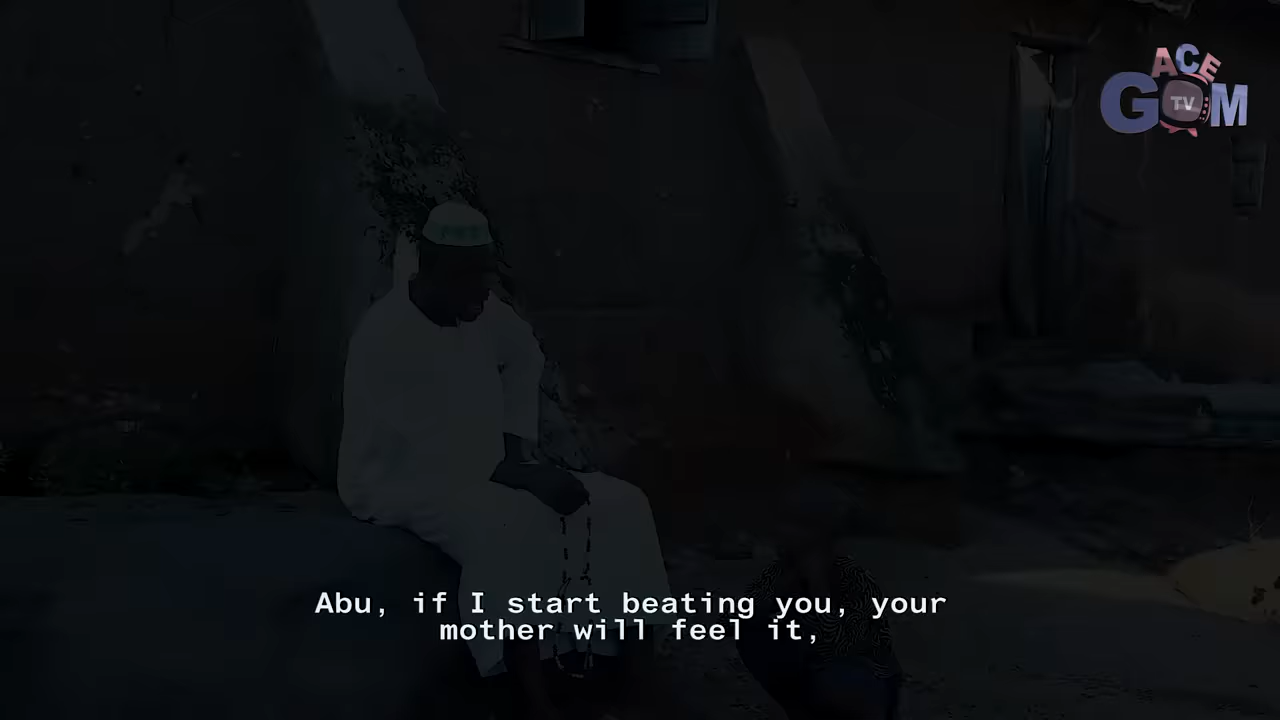 ACE
GOM
TV
Abu, if I start beating you, your
mother will feel it,